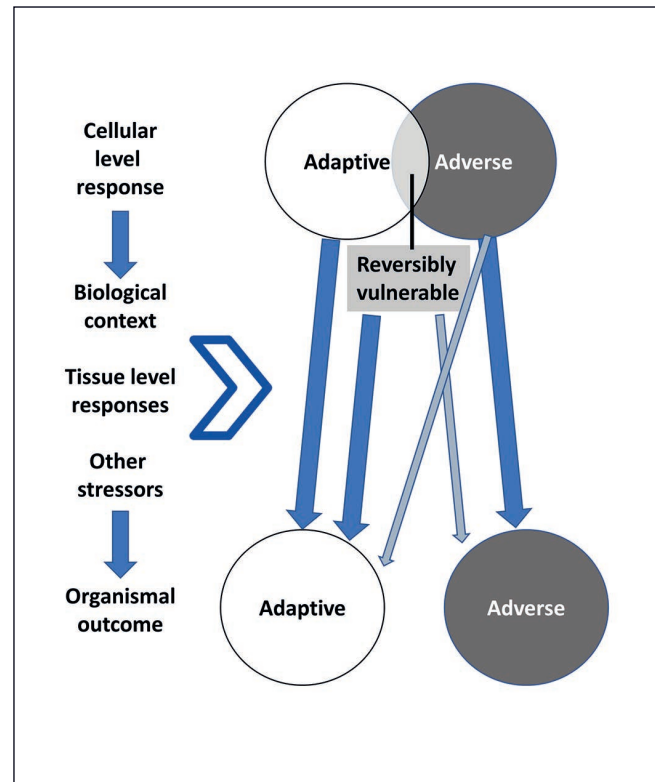 Cellular
level
response
Biological
context
Tissue level
responses
Other
stressors
Organismal
outcome
Adaptive
Adverse
Reversibly
vulnerable
Adaptive
Adverse